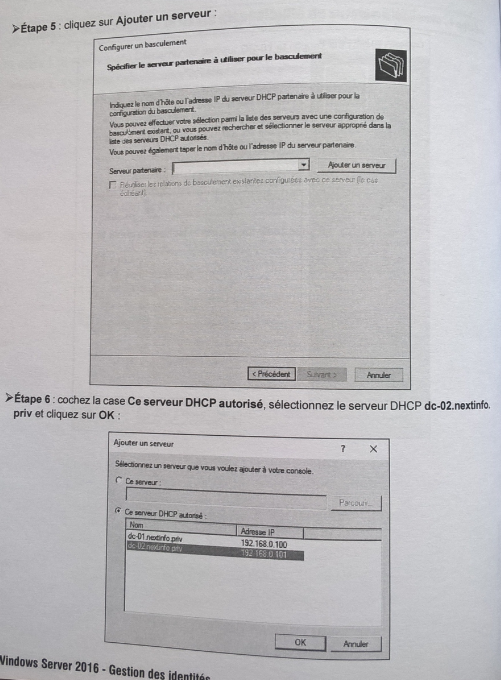 ➢Étape 5 : cliquez sur Ajouter un serveur :
Configurer un basculement
Spécifier le serveur partenaire à utiliser pour le basculement
Indiquez le nom d'hôte ou l'adresse IP du serveur DHCP partenaire à utiliser pour la
configuration du basculement.
Vous pouvez effectuer votre sélection parmi la liste des serveurs avec une configuration de
basculement existant, ou vous pouvez rechercher et sélectionner le serveur approprié dans la
liste des serveurs DHCP autorisés.
Vous pouvez également taper le nom d'hôte ou l'adresse IP du serveur partenaire.
Serveur partenaire :
Ajouter un serveur
Réutiliser les relations de basculement existantes configurées avec ce serveur (le cas
échéant)
< Précédent
Suivant >
Annuler
➢Étape 6 : cochez la case Ce serveur DHCP autorisé, sélectionnez le serveur DHCP dc-02.nextinfo.
priv et cliquez sur OK :
Ajouter un serveur
? ×
Sélectionnez un serveur que vous voulez ajouter à votre console.
Ce serveur :
Parcourir...
Ce serveur DHCP autorisé :
Nom Adresse IP
dc-01.nextinfo.priv 192.168.0.100
dc-02.nextinfo.priv 192.168.0.101
OK Annuler
Windows Server 2016 - Gestion des identités